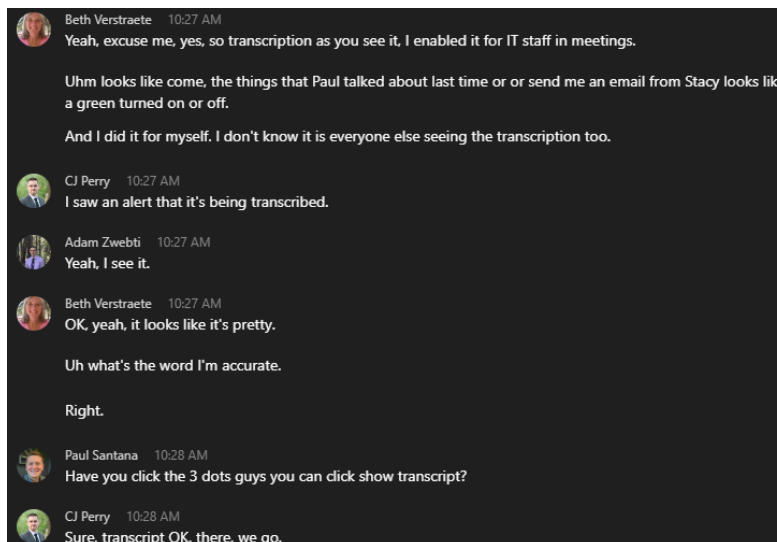 Beth Verstraete 10:27 AM
Yeah, excuse me, yes, so transcription as you see it, I enabled it for IT staff in meetings.
Uhm looks like come, the things that Paul talked about last time or or send me an email from Stacy looks lik
a green turned on or off.
And I did it for myself. I don't know it is everyone else seeing the transcription too.
CJ Perry 10:27 AM
I saw an alert that it's being transcribed.
Adam Zwebti 10:27 AM
Yeah, I see it.
Beth Verstraete 10:27 AM
OK, yeah, it looks like it's pretty.
Uh what's the word I'm accurate.
Right.
Paul Santana 10:28 AM
Have you click the 3 dots guys you can click show transcript?
CJ Perry 10:28 AM
Sure, transcript OK, there, we go.